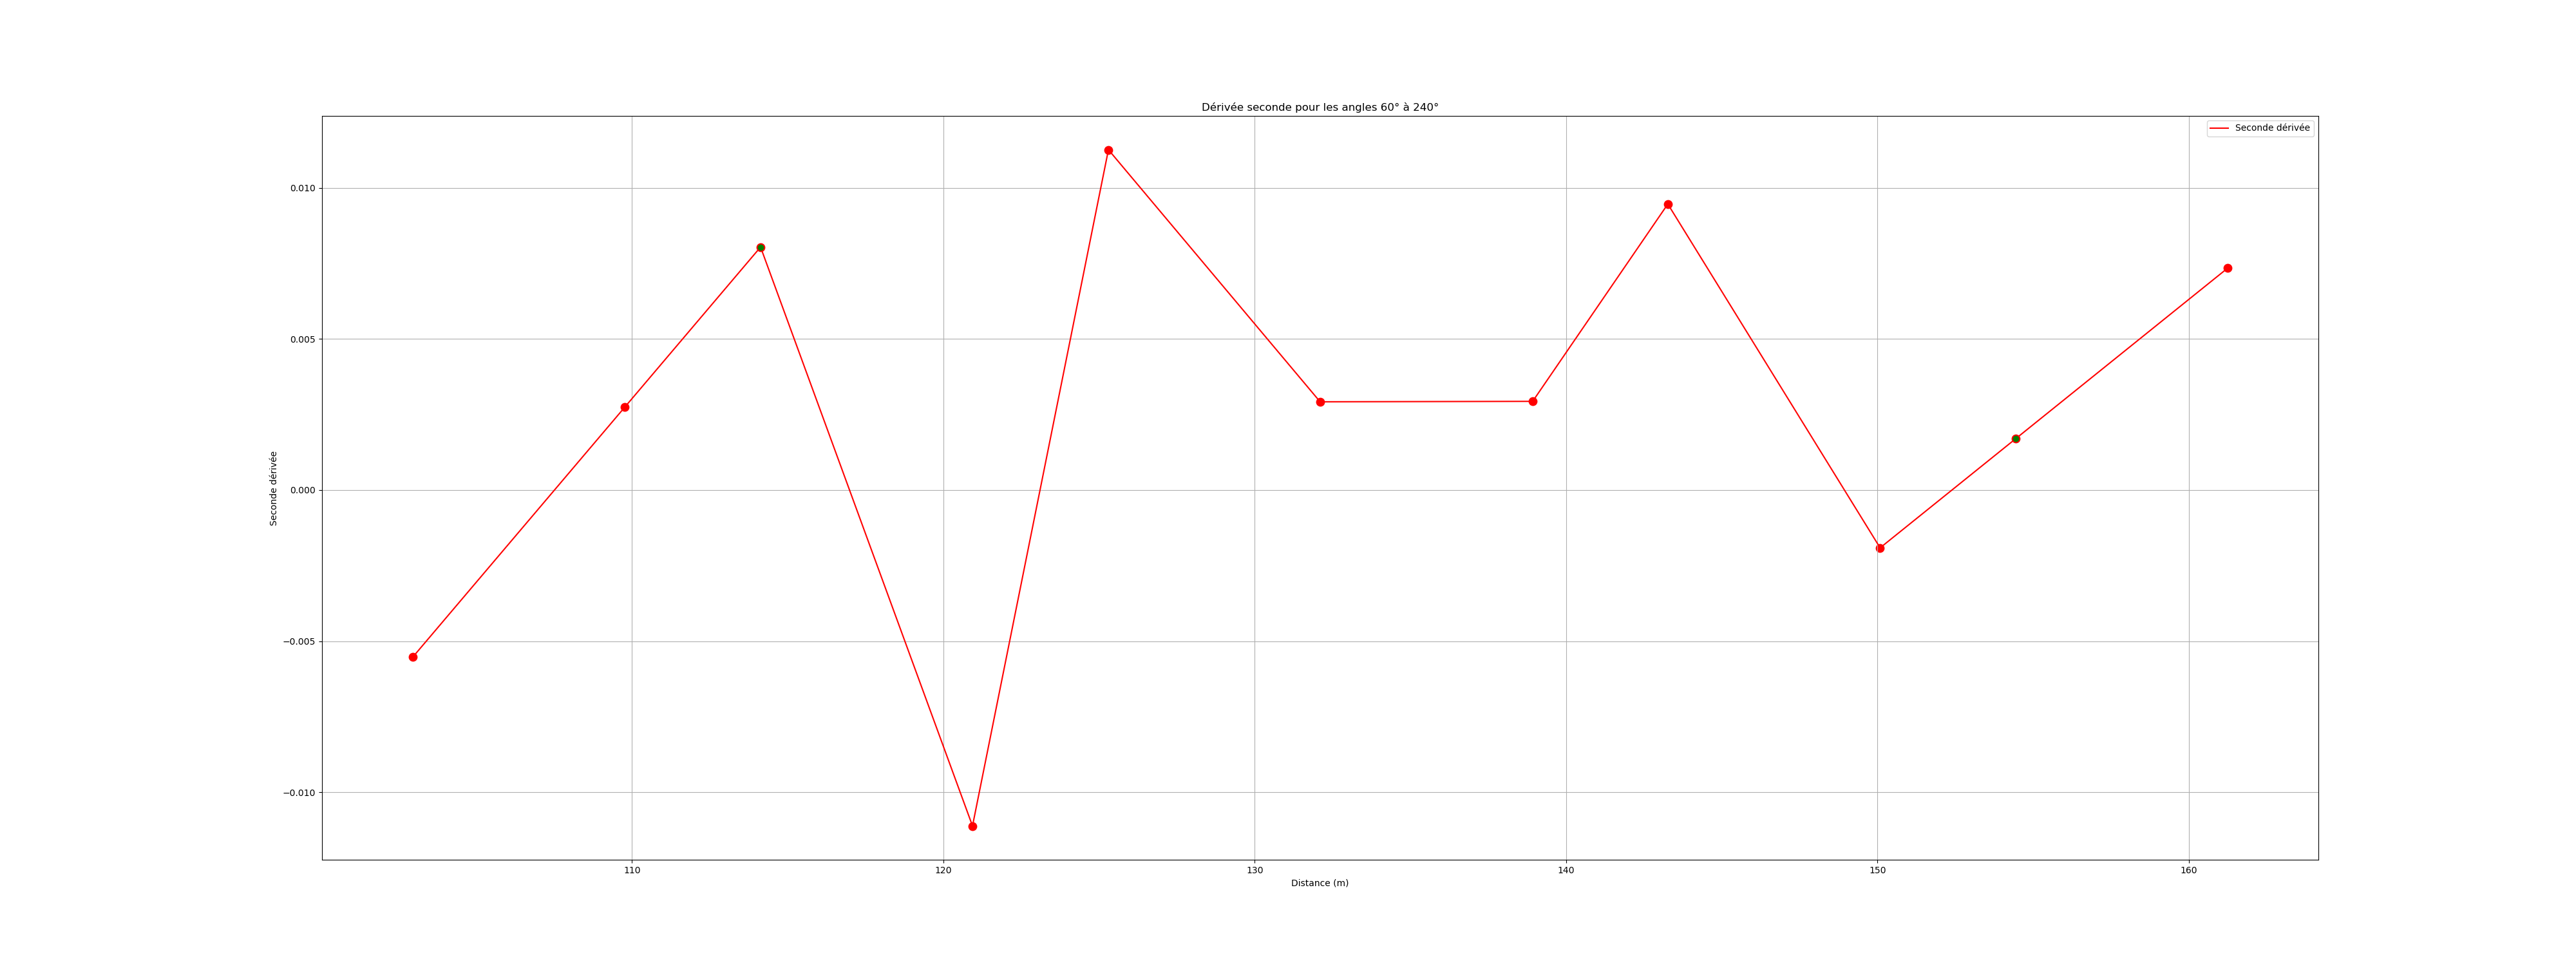 Dérivée seconde pour les angles 60° à 240°
Seconde dérivée
0.010
0.005
0.000
−0.005
−0.010
Seconde dérivée
110 120 130 140 150 160
Distance (m)